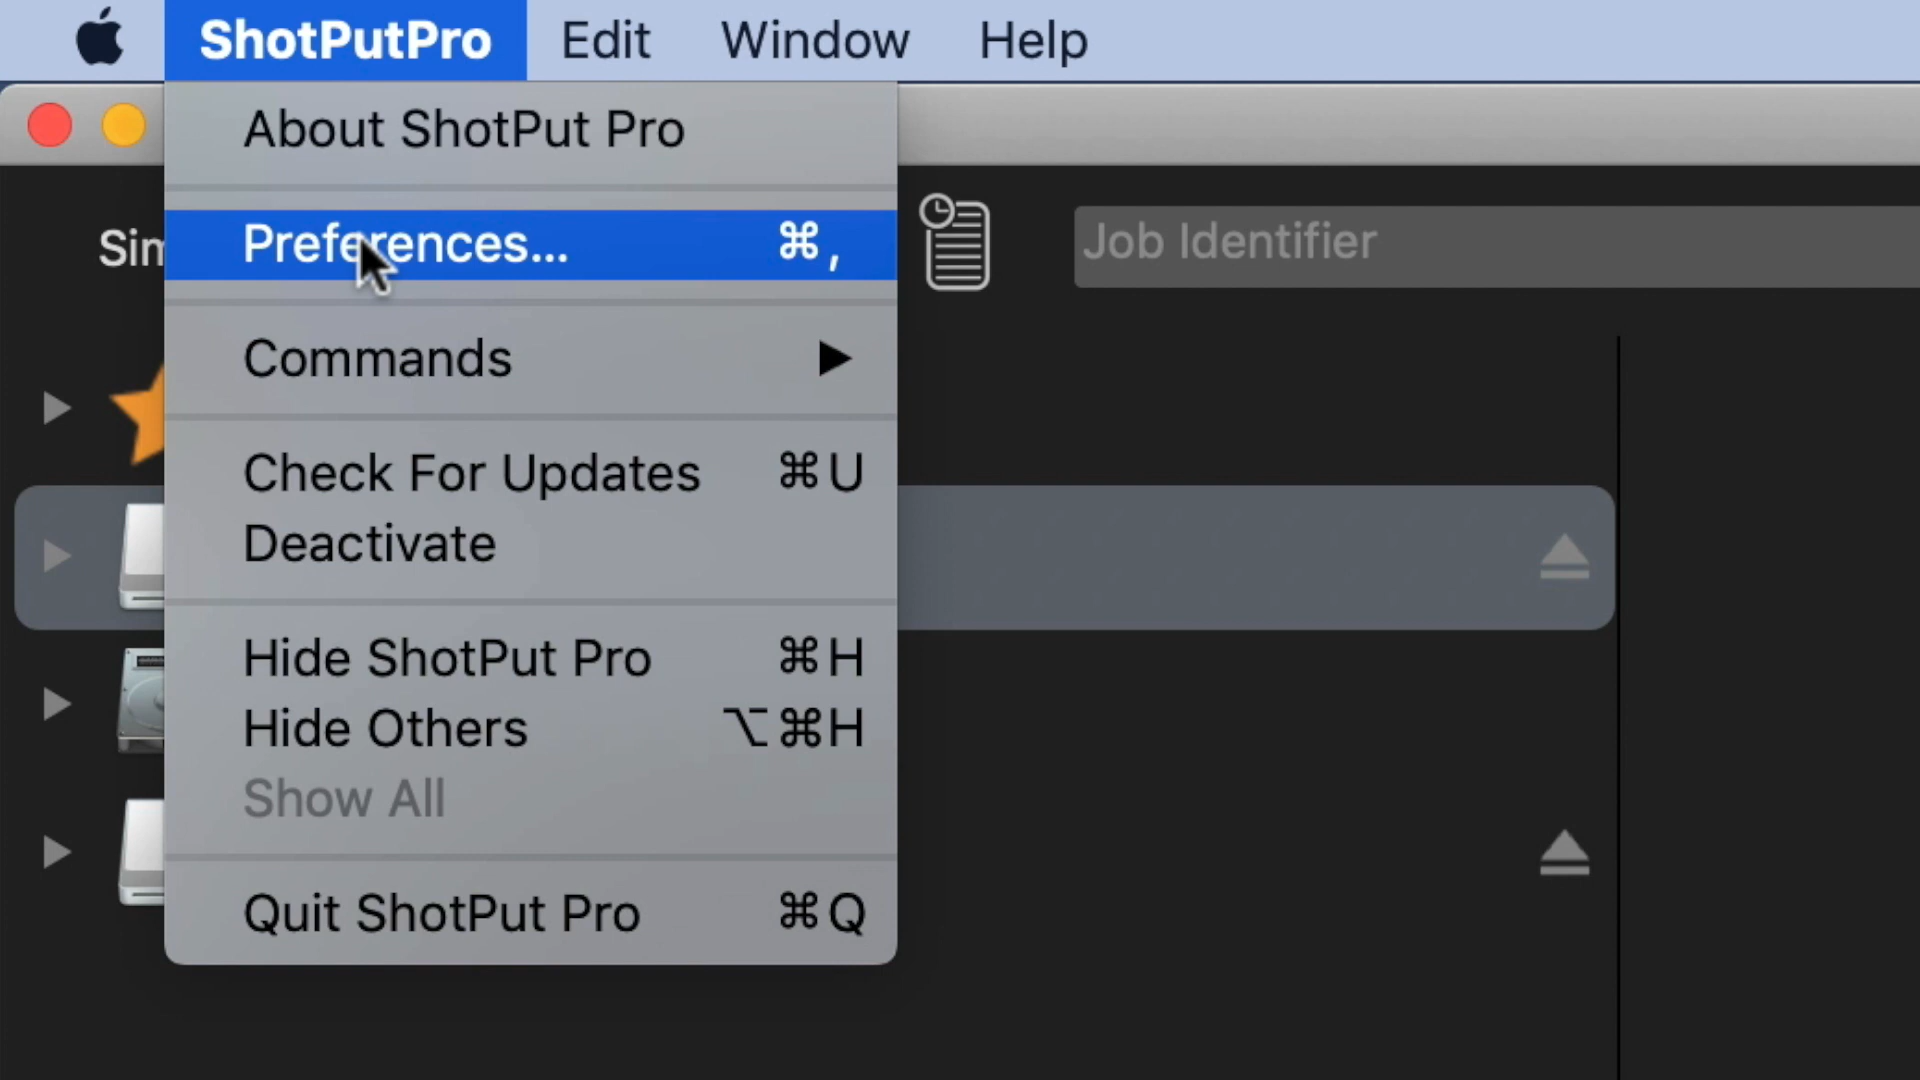 ShotPutPro Edit Window Help
About ShotPut Pro
Preferences... ⌘,
Job Identifier
Commands
Check For Updates ⌘U
Deactivate
Hide ShotPut Pro ⌘H
Hide Others ⌥⌘H
Show All
Quit ShotPut Pro ⌘Q